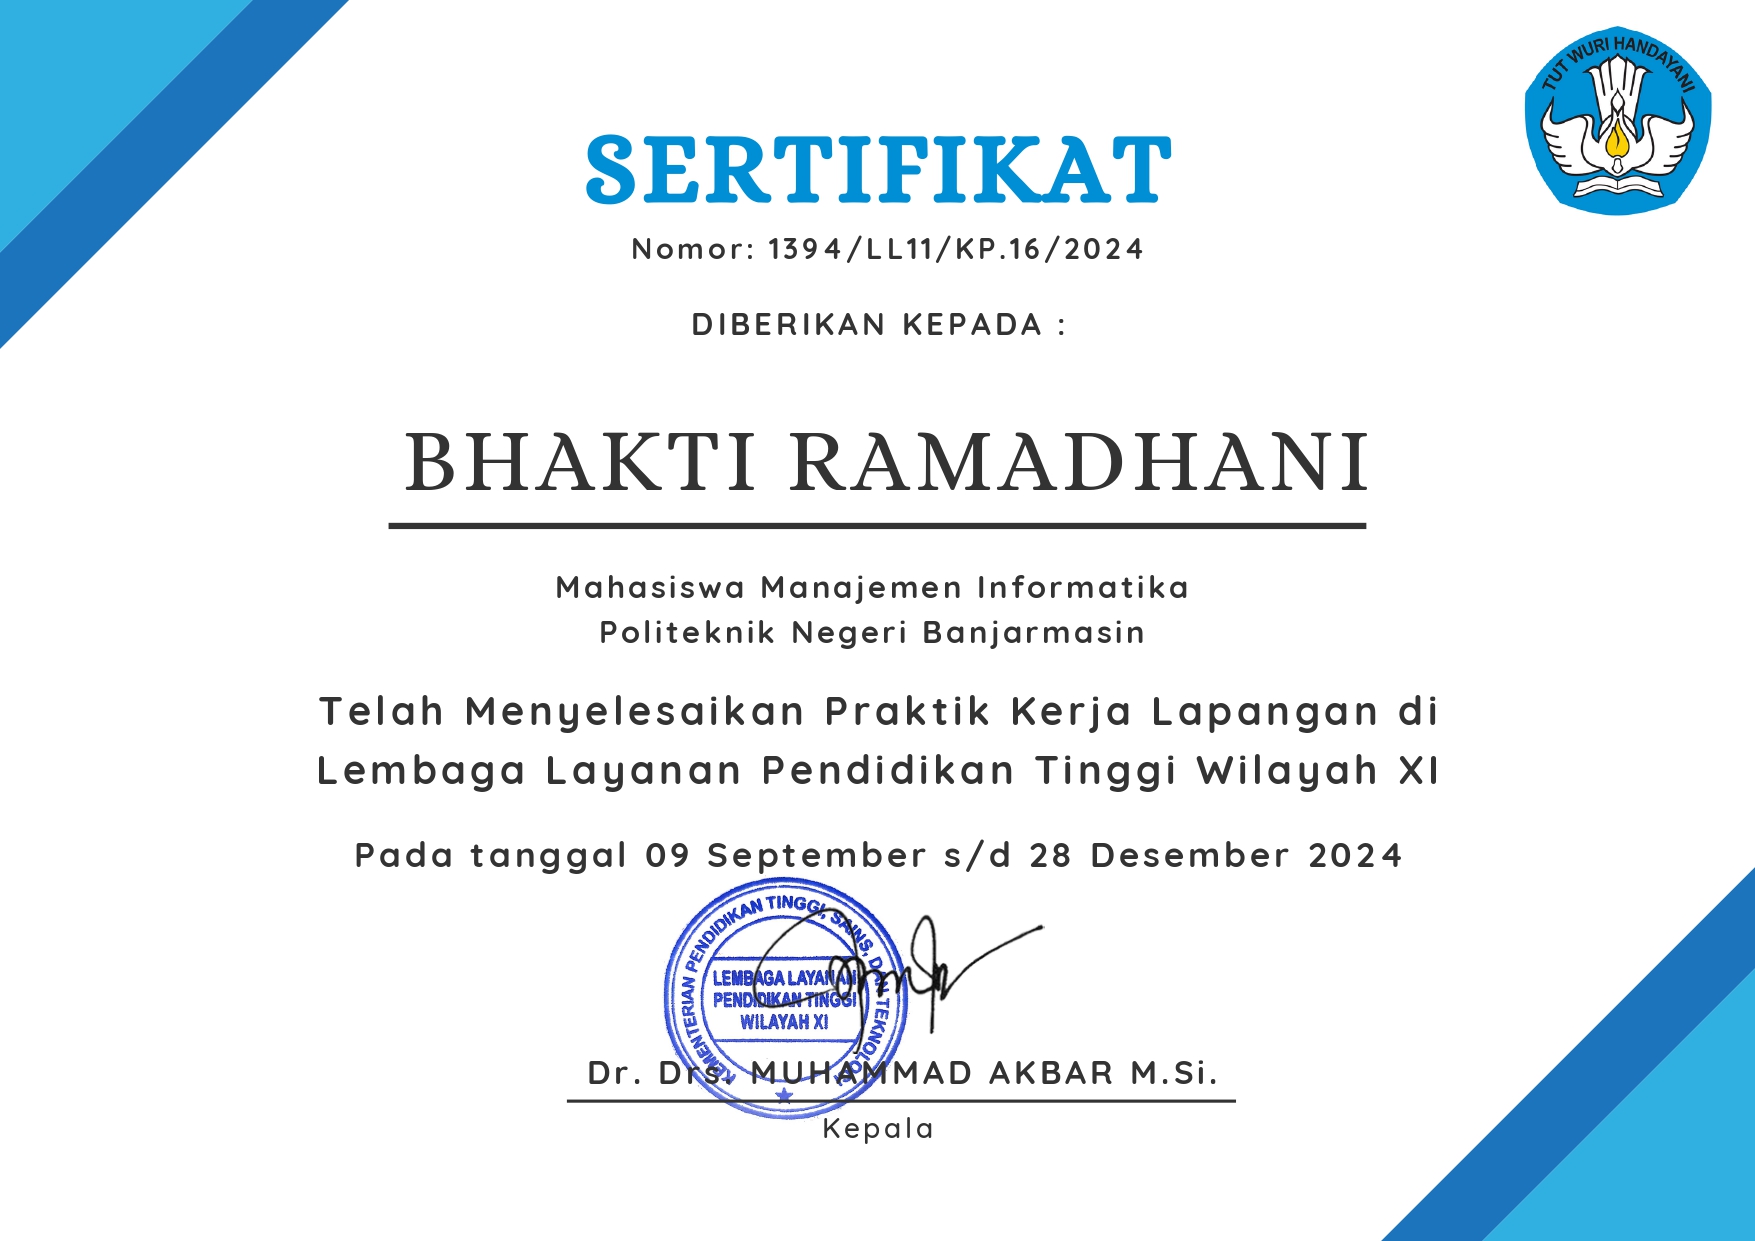 TUT WURI HANDAYANI
SERTIFIKAT
Nomor: 1394/LL11/KP.16/2024
DIBERIKAN KEPADA :
BHAKTI RAMADHANI
Mahasiswa Manajemen Informatika
Politeknik Negeri Banjarmasin
Telah Menyelesaikan Praktik Kerja Lapangan di
Lembaga Layanan Pendidikan Tinggi Wilayah XI
Pada tanggal 09 September s/d 28 Desember 2024
KEMENTERIAN PENDIDIKAN TINGGI, SAINS, DAN TEKNOLOGI
LEMBAGA LAYANAN
PENDIDIKAN TINGGI
WILAYAH XI
Dr. Drs. MUHAMMAD AKBAR M.Si.
Kepala